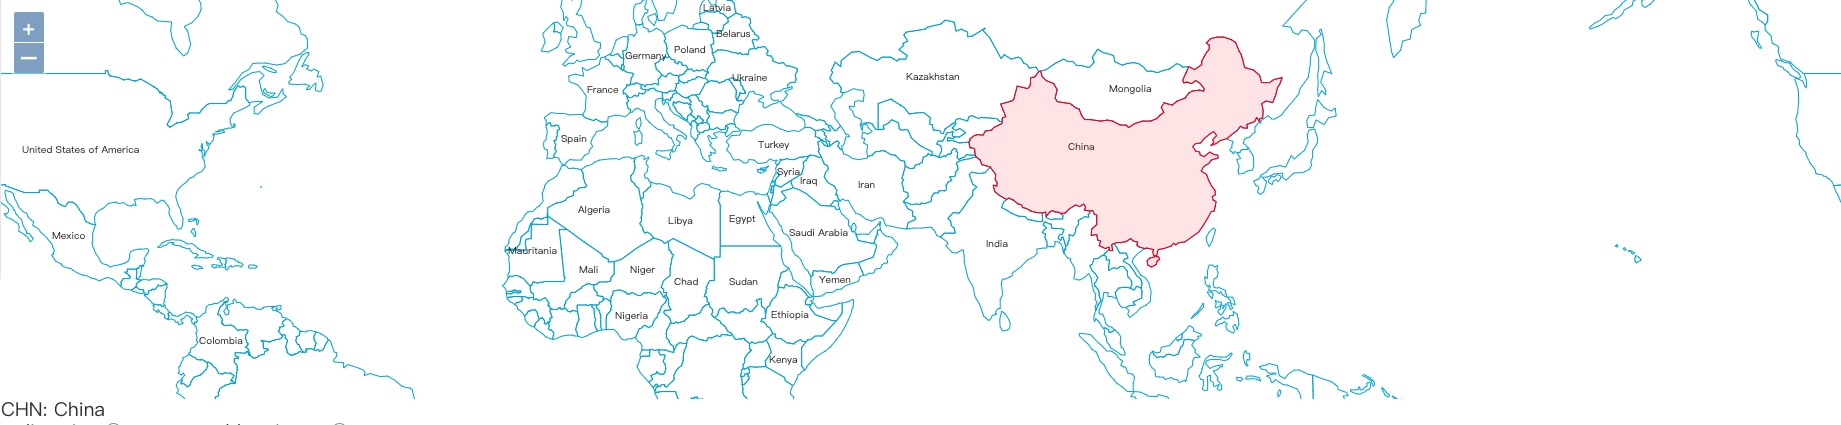 +
Latvia
Belarus
Poland
Germany
Ukraine
Kazakhstan
France
Mongolia
Spain
Turkey
China
United States of America
Syria
Iraq
Iran
Algeria
Libya
Egypt
Saudi Arabia
Mexico
India
Mauritania
Mali
Niger
Chad
Sudan
Yemen
Nigeria
Ethiopia
Colombia
Kenya
CHN: China